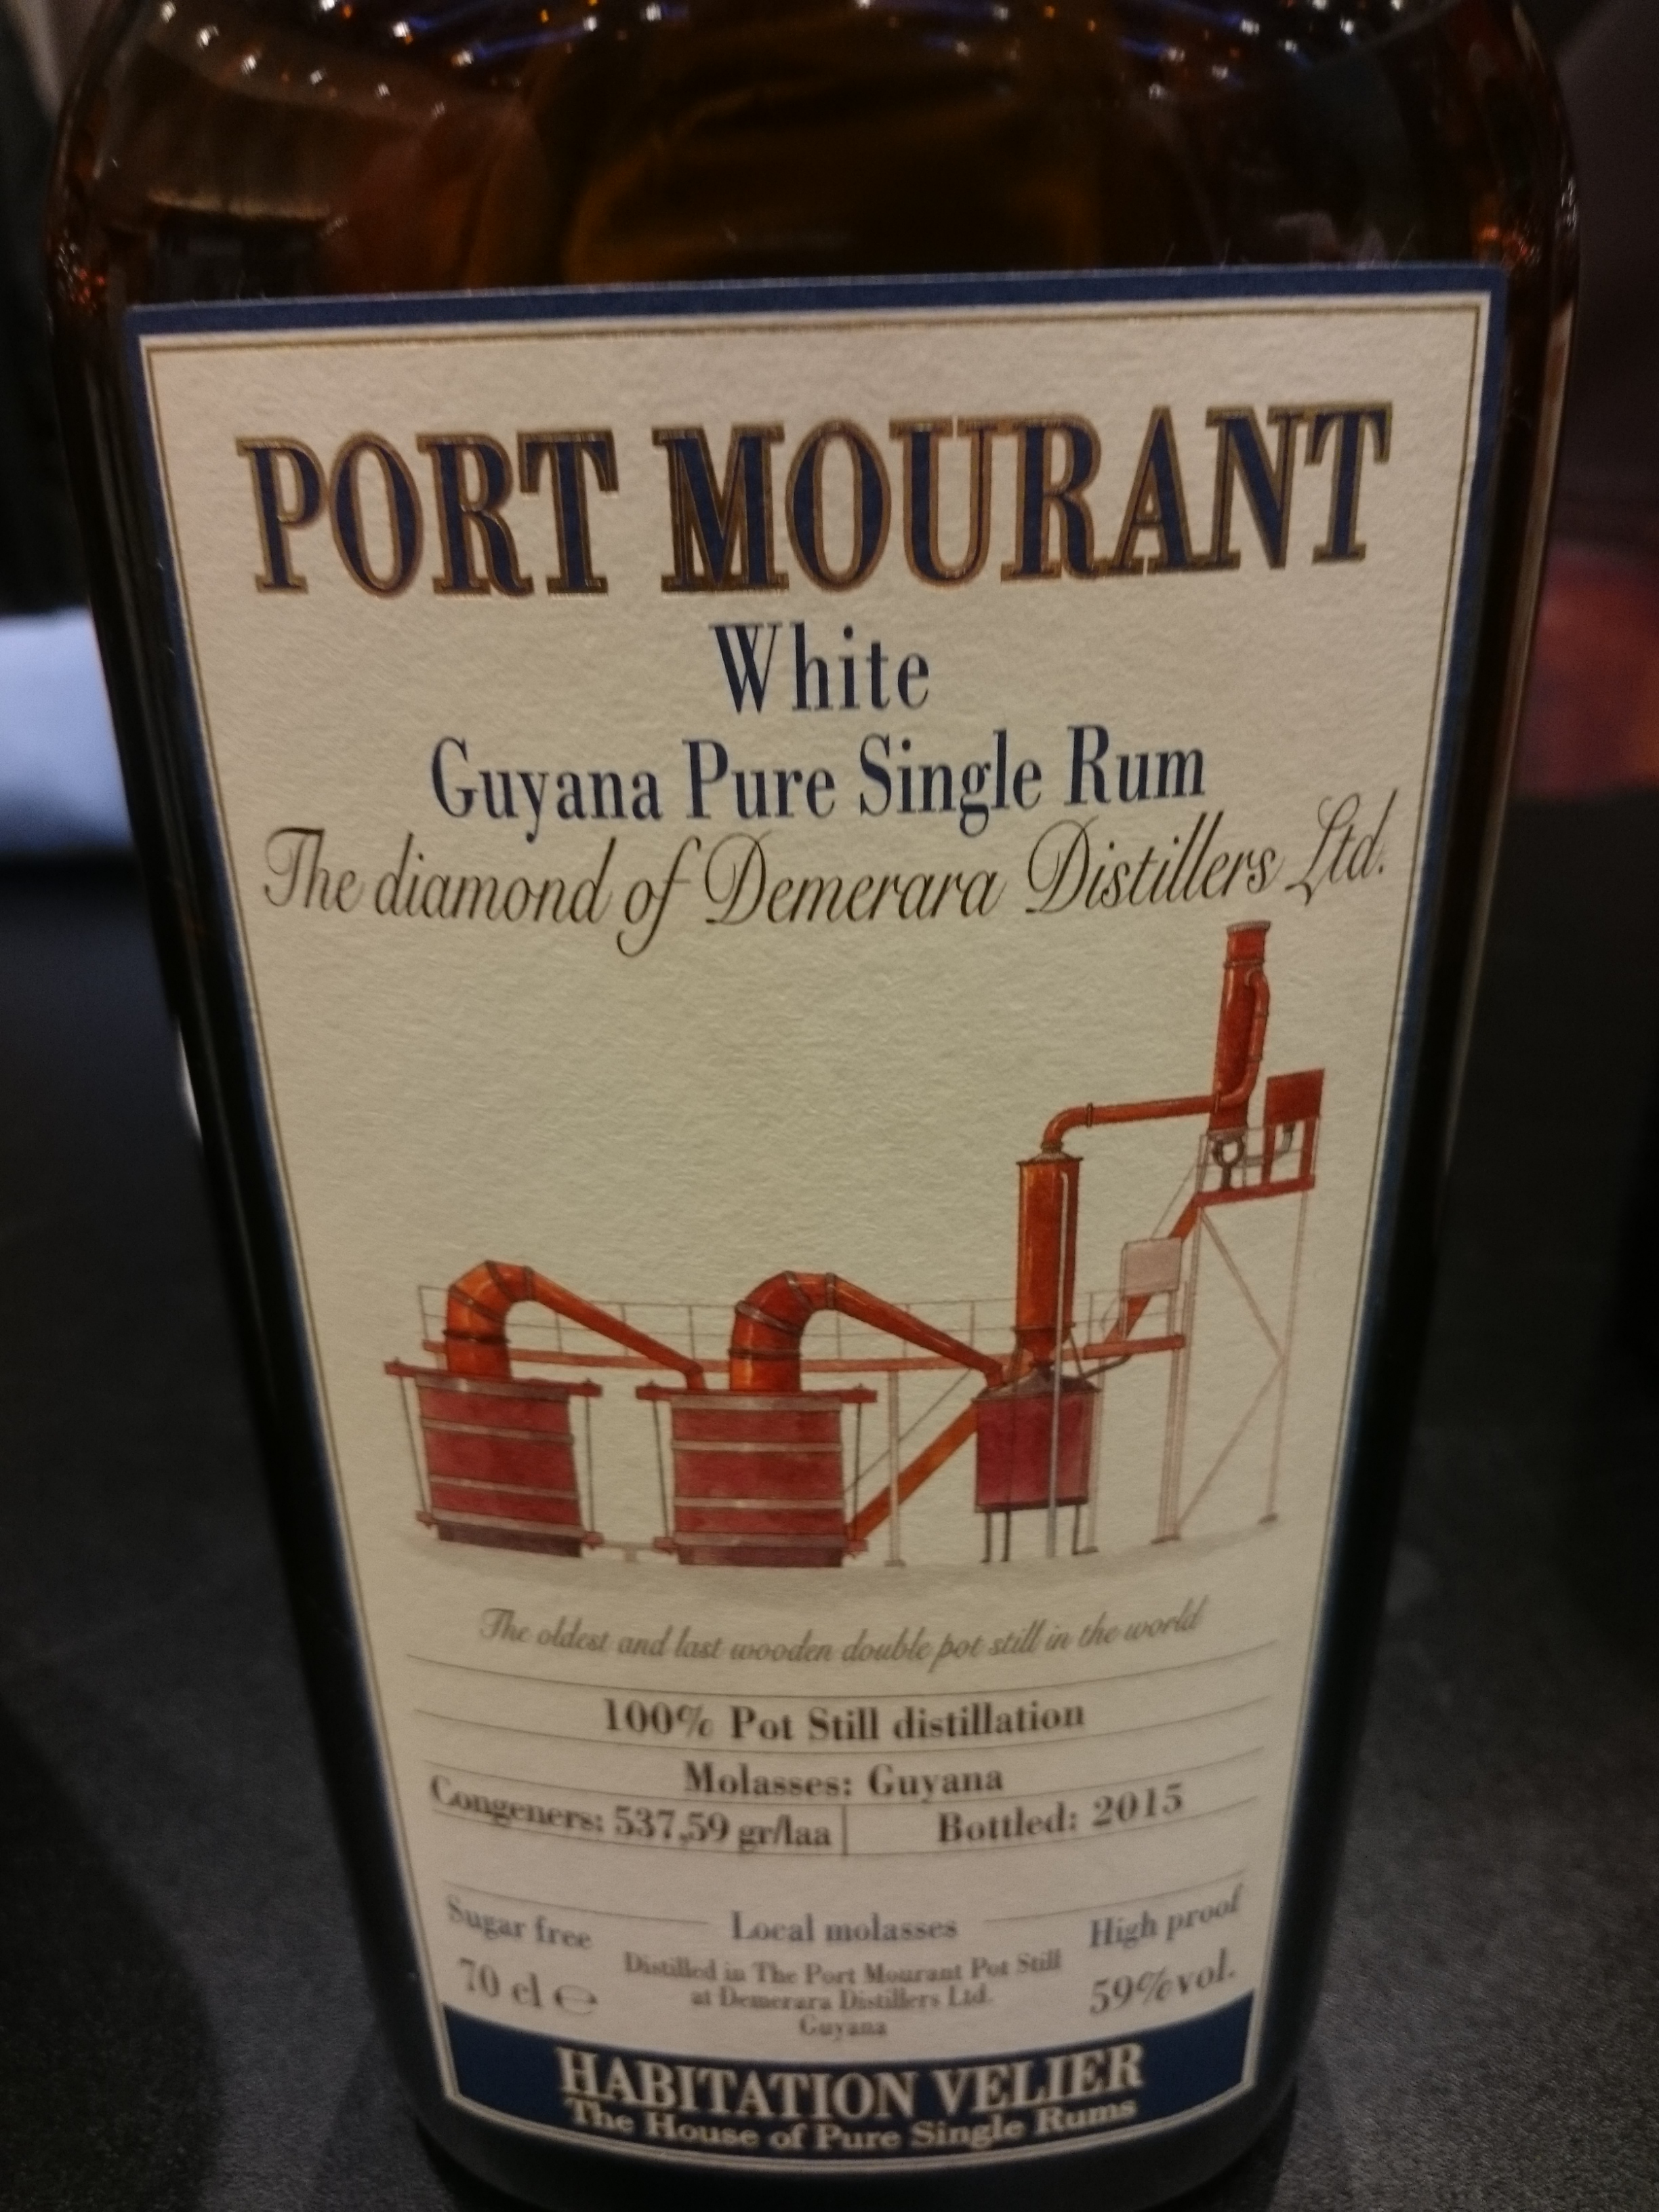 PORT MOURANT
White
Guyana Pure Single Rum
The diamond of Demerara Distillers Ltd.
The oldest and last wooden double pot still in the world
100% Pot Still distillation
Molasses: Guyana
Congeners: 537,59 gr/laa
Bottled: 2015
Sugar free
Local molasses
High proof
70 cl e
Distilled in The Port Mourant Pot Still
at Demerara Distillers Ltd.
Guyana
59%vol.
HABITATION VELIER
The House of Pure Single Rums